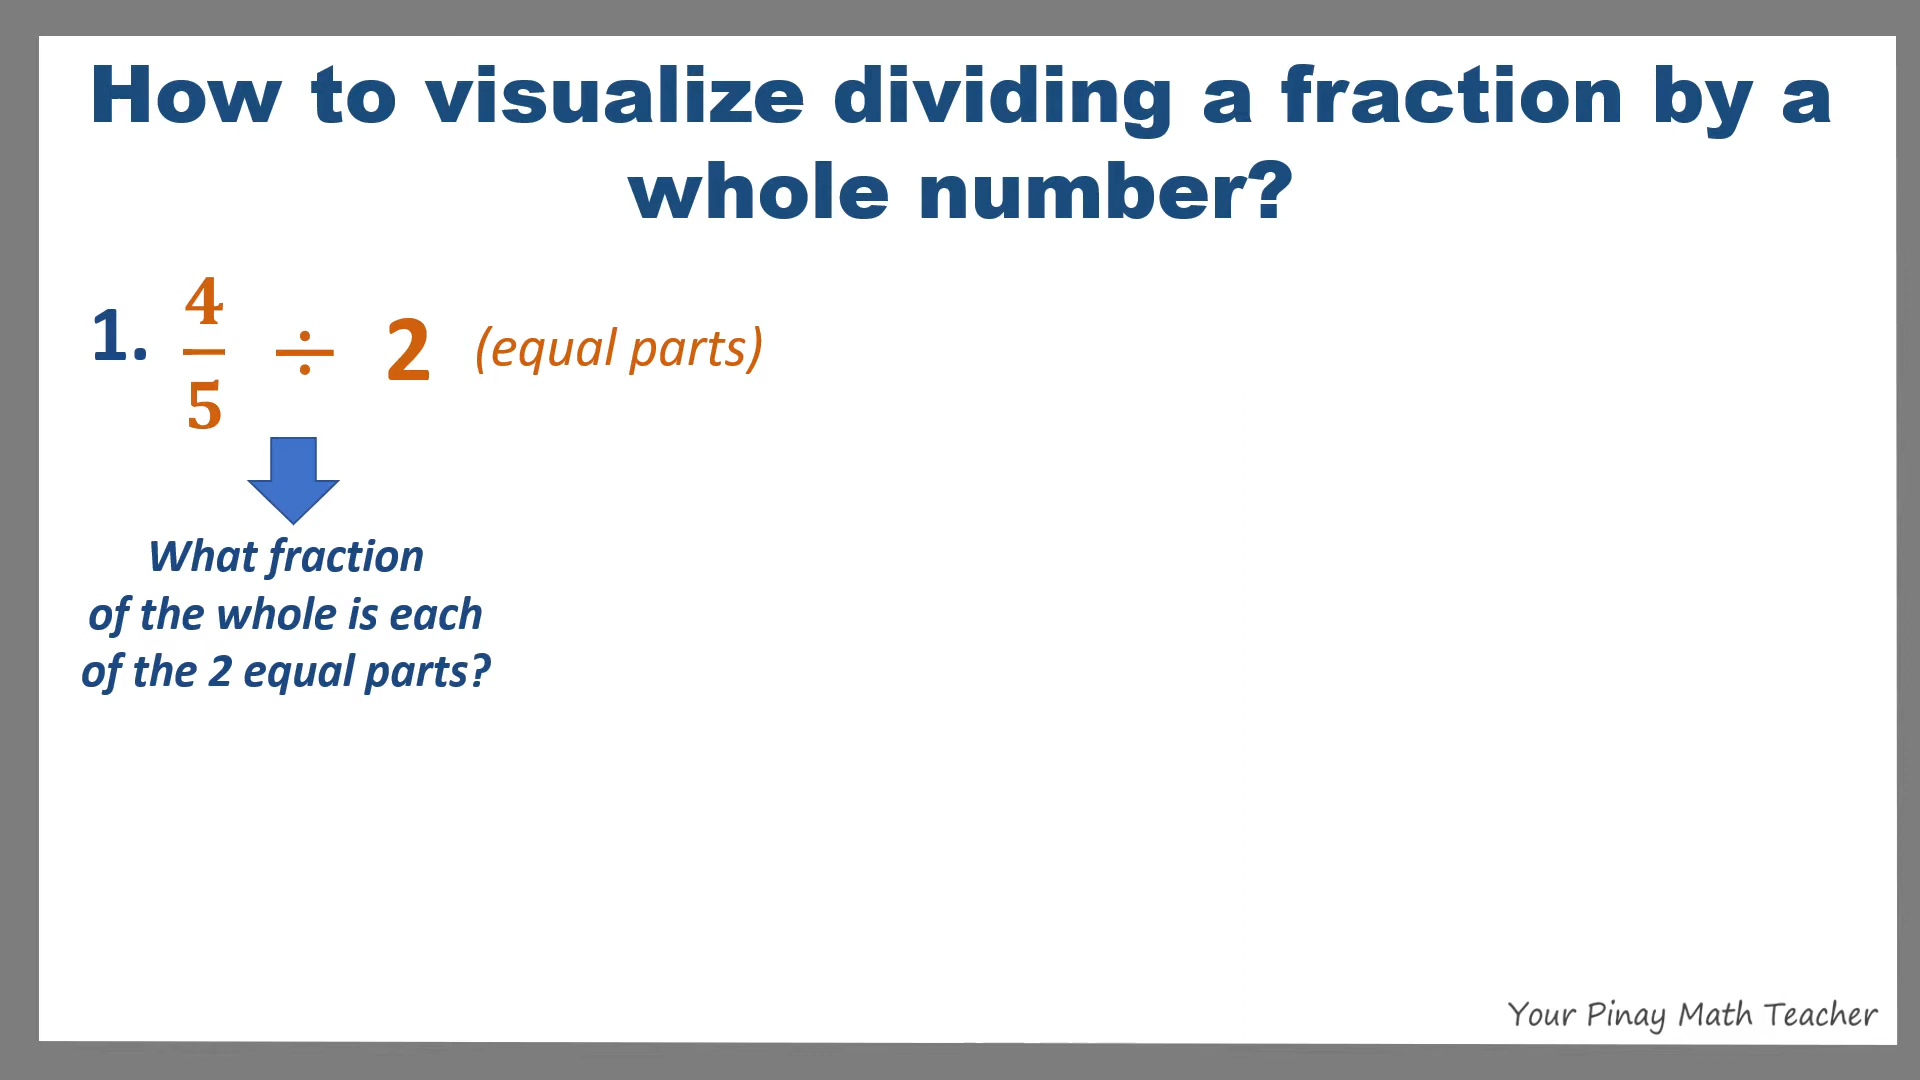 How to visualize dividing a fraction by a
whole number?
1. 4/5 ÷ 2 (equal parts)
What fraction
of the whole is each
of the 2 equal parts?
Your Pinay Math Teacher